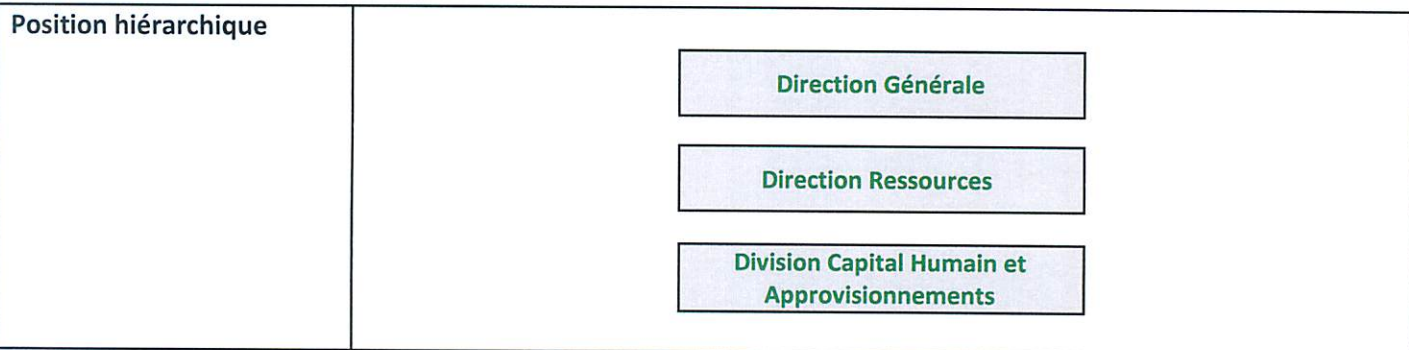 Position hiérarchique
Direction Générale
Direction Ressources
Division Capital Humain et
Approvisionnements